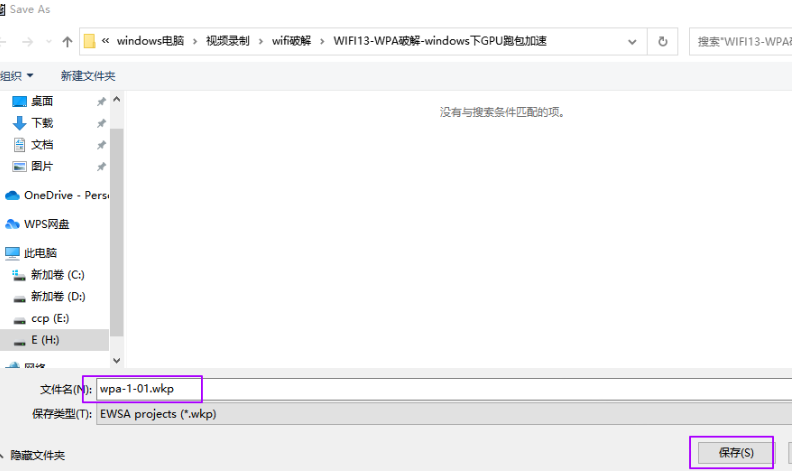 Save As
« windows电脑 › 视频录制 › wifi破解 › WIFI13-WPA破解-windows下GPU跑包加速
搜索"WIFI13-WPA
组织 新建文件夹
桌面
下载
文档
图片
OneDrive - Pers
WPS网盘
此电脑
新加卷 (C:)
新加卷 (D:)
ccp (E:)
E (H:)
网络
没有与搜索条件匹配的项。
文件名(N): wpa-1-01.wkp
保存类型(T): EWSA projects (*.wkp)
隐藏文件夹
保存(S)